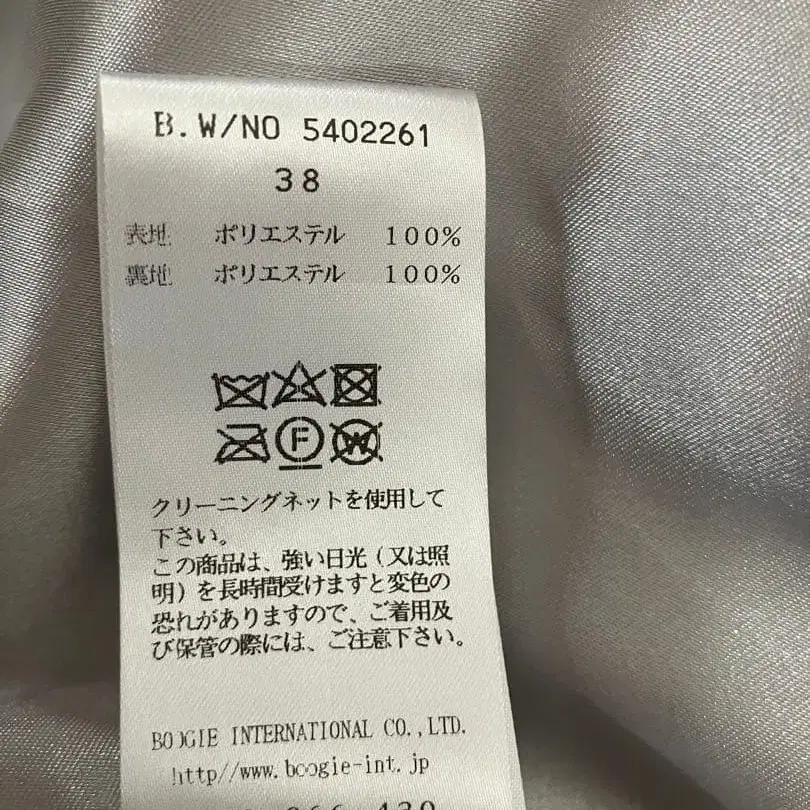 B.W/NO 5402261
38
表地 ポリエステル 100%
裏地 ポリエステル 100%
F
W
クリーニングネットを使用して
下さい。
この商品は、強い日光(又は照
明)を長時間受けますと変色の
恐れがありますので、ご着用及
び保管の際には、ご注意下さい。
BOOGIE INTERNATIONAL CO.,LTD.
http//www.boogie-int.jp